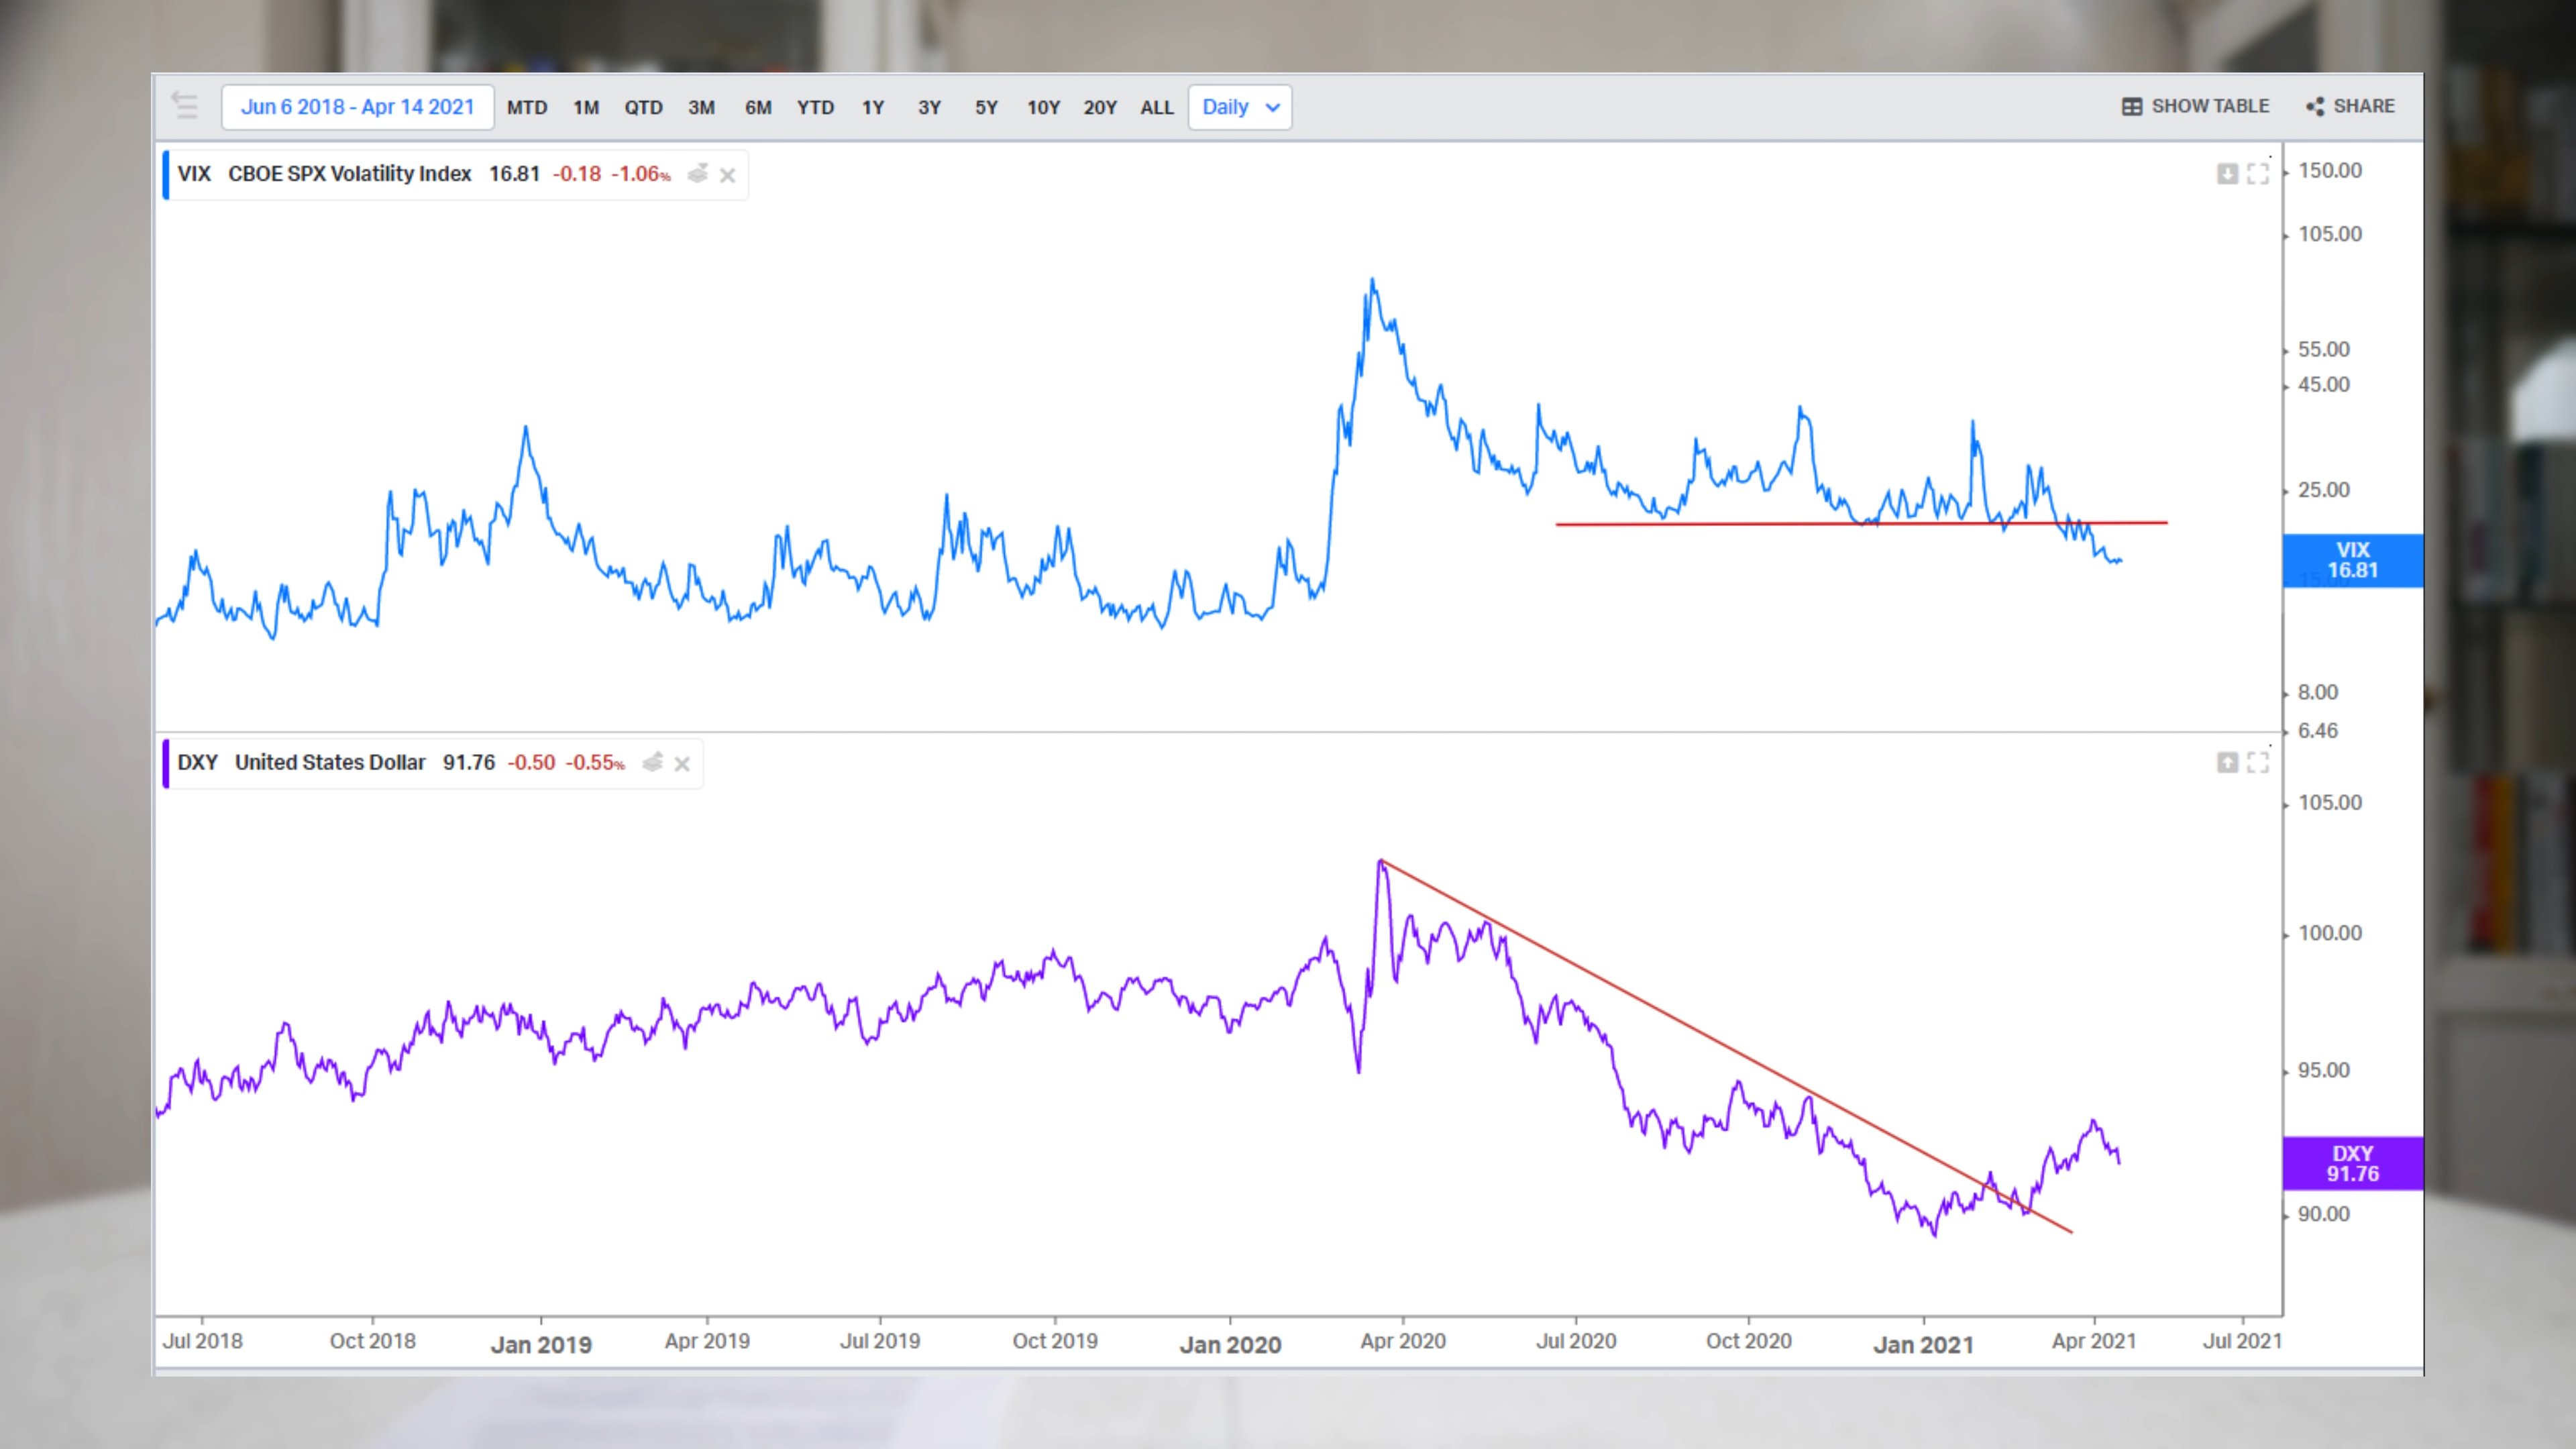 Jun 6 2018 - Apr 14 2021 MTD 1M QTD 3M 6M YTD 1Y 3Y 5Y 10Y 20Y ALL Daily SHOW TABLE SHARE
VIX CBOE SPX Volatility Index 16.81 -0.18 -1.06%
150.00
105.00
55.00
45.00
25.00
VIX
16.81
15.00
8.00
6.46
DXY United States Dollar 91.76 -0.50 -0.55%
105.00
100.00
95.00
DXY
91.76
90.00
Jul 2018 Oct 2018 Jan 2019 Apr 2019 Jul 2019 Oct 2019 Jan 2020 Apr 2020 Jul 2020 Oct 2020 Jan 2021 Apr 2021 Jul 2021